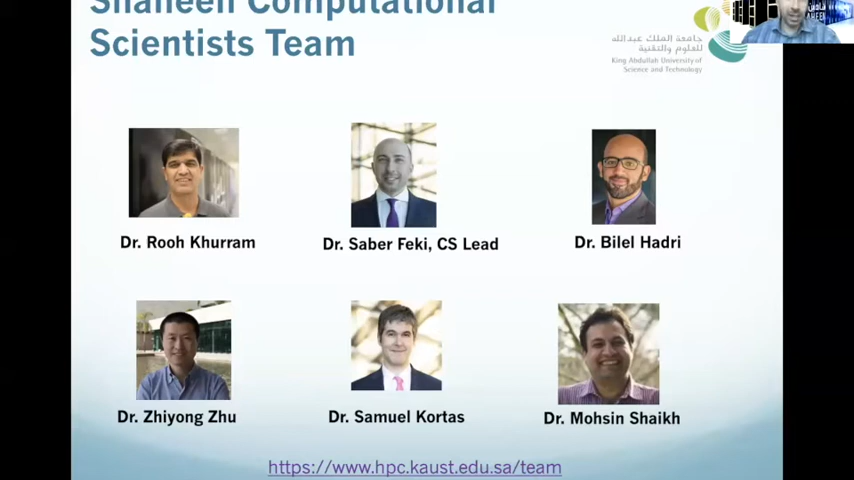 Shaheen Computational
Scientists Team
جامعة الملك عبدالله
للعلوم والتقنية
King Abdullah University of
Science and Technology
Dr. Rooh Khurram
Dr. Saber Feki, CS Lead
Dr. Bilel Hadri
Dr. Zhiyong Zhu
Dr. Samuel Kortas
Dr. Mohsin Shaikh
https://www.hpc.kaust.edu.sa/team